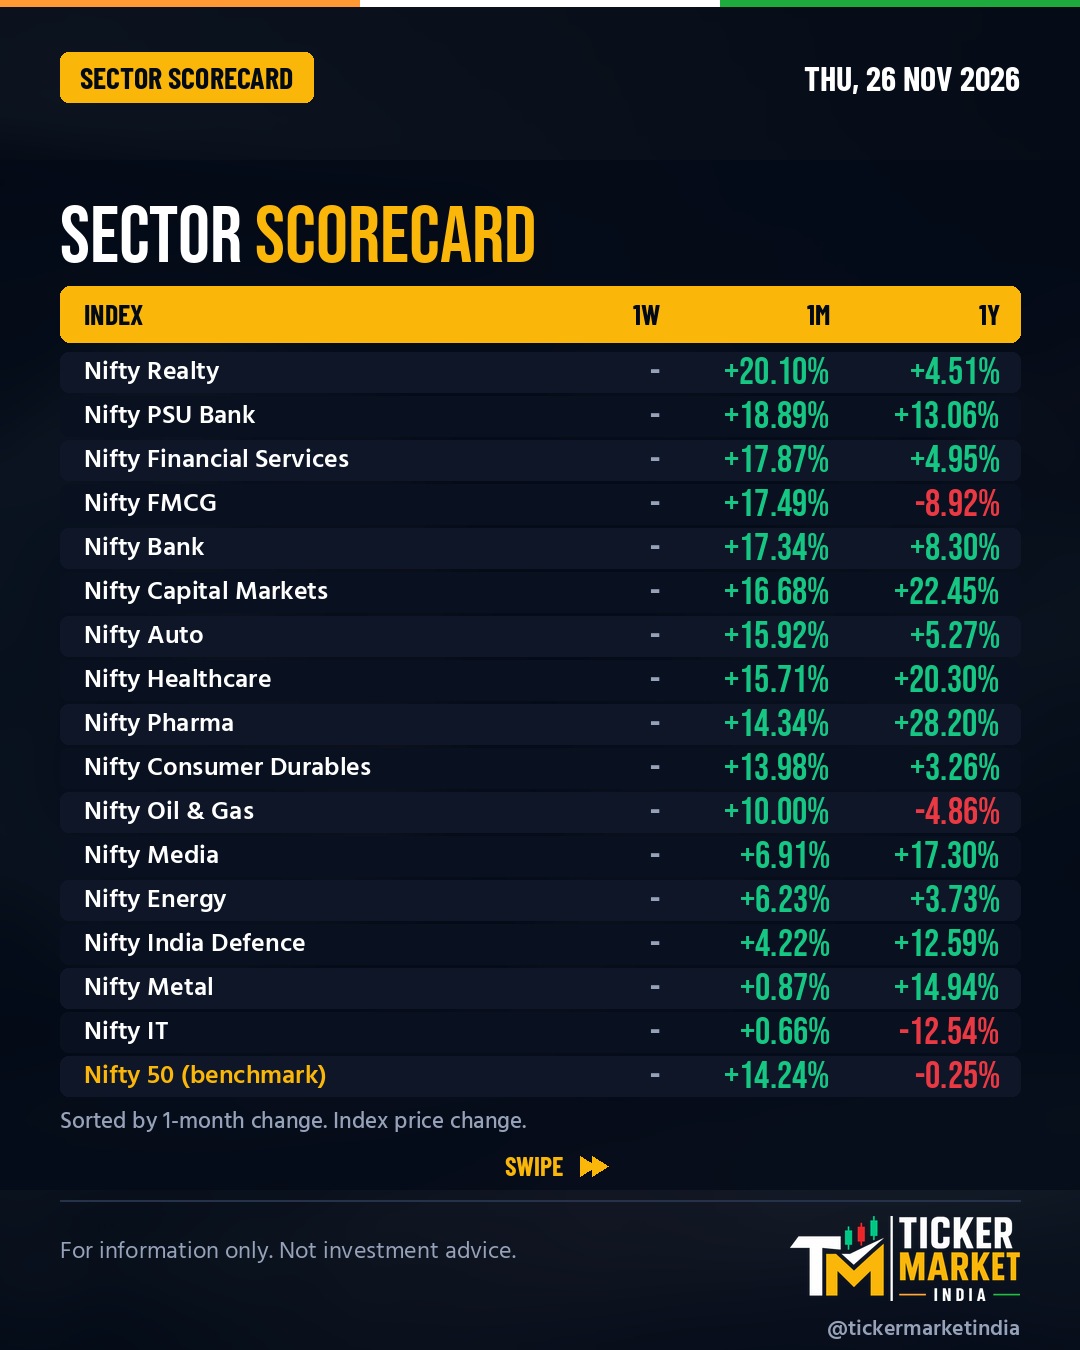 SECTOR SCORECARD
THU, 26 NOV 2026
SECTOR SCORECARD
INDEX 1W 1M 1Y
Nifty Realty - +20.10% +4.51%
Nifty PSU Bank - +18.89% +13.06%
Nifty Financial Services - +17.87% +4.95%
Nifty FMCG - +17.49% -8.92%
Nifty Bank - +17.34% +8.30%
Nifty Capital Markets - +16.68% +22.45%
Nifty Auto - +15.92% +5.27%
Nifty Healthcare - +15.71% +20.30%
Nifty Pharma - +14.34% +28.20%
Nifty Consumer Durables - +13.98% +3.26%
Nifty Oil & Gas - +10.00% -4.86%
Nifty Media - +6.91% +17.30%
Nifty Energy - +6.23% +3.73%
Nifty India Defence - +4.22% +12.59%
Nifty Metal - +0.87% +14.94%
Nifty IT - +0.66% -12.54%
Nifty 50 (benchmark) - +14.24% -0.25%
Sorted by 1-month change. Index price change.
SWIPE
For information only. Not investment advice.
TM TICKER
MARKET
INDIA
@tickermarketindia